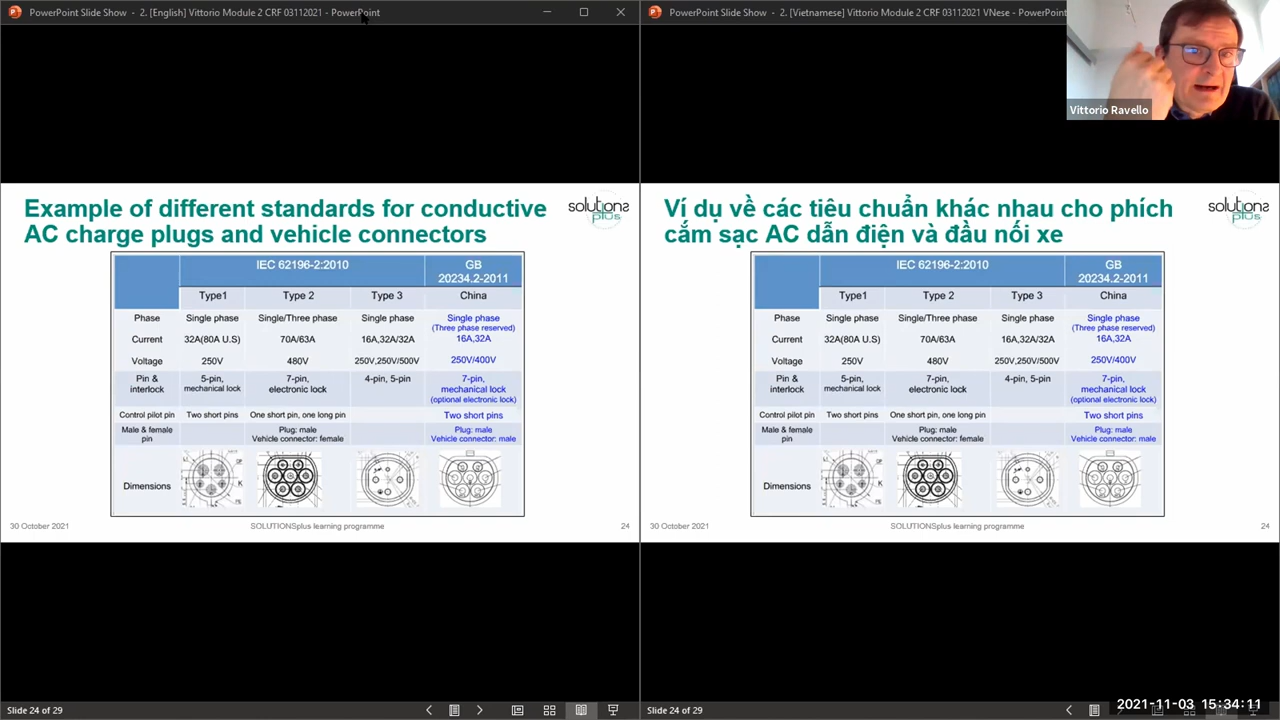 PowerPoint Slide Show - 2. [English] Vittorio Module 2 CRF 03112021 - PowerPoint
Example of different standards for conductive
AC charge plugs and vehicle connectors
solutions
plus
IEC 62196-2:2010
GB
20234.2-2011
Type1
Type 2
Type 3
China
Phase
Single phase
Single/Three phase
Single phase
Single phase
(Three phase reserved)
Current
32A(80A U.S)
70A/63A
16A,32A/32A
16A,32A
Voltage
250V
480V
250V,250V/500V
250V/400V
Pin &
interlock
5-pin,
mechanical lock
7-pin,
electronic lock
4-pin, 5-pin
7-pin,
mechanical lock
(optional electronic lock)
Control pilot pin
Two short pins
One short pin, one long pin
Two short pins
Male & female
pin
Plug: male
Vehicle connector: female
Plug: male
Vehicle connector: male
Dimensions
30 October 2021
SOLUTIONSplus learning programme
24
Slide 24 of 29
PowerPoint Slide Show - 2. [Vietnamese] Vittorio Module 2 CRF 03112021 VNese - PowerPoint
Vittorio Ravello
Ví dụ về các tiêu chuẩn khác nhau cho phích
cắm sạc AC dẫn điện và đầu nối xe
solutions
plus
IEC 62196-2:2010
GB
20234.2-2011
Type1
Type 2
Type 3
China
Phase
Single phase
Single/Three phase
Single phase
Single phase
(Three phase reserved)
Current
32A(80A U.S)
70A/63A
16A,32A/32A
16A,32A
Voltage
250V
480V
250V,250V/500V
250V/400V
Pin &
interlock
5-pin,
mechanical lock
7-pin,
electronic lock
4-pin, 5-pin
7-pin,
mechanical lock
(optional electronic lock)
Control pilot pin
Two short pins
One short pin, one long pin
Two short pins
Male & female
pin
Plug: male
Vehicle connector: female
Plug: male
Vehicle connector: male
Dimensions
30 October 2021
SOLUTIONSplus learning programme
24
Slide 24 of 29
2021-11-03 15:34:11